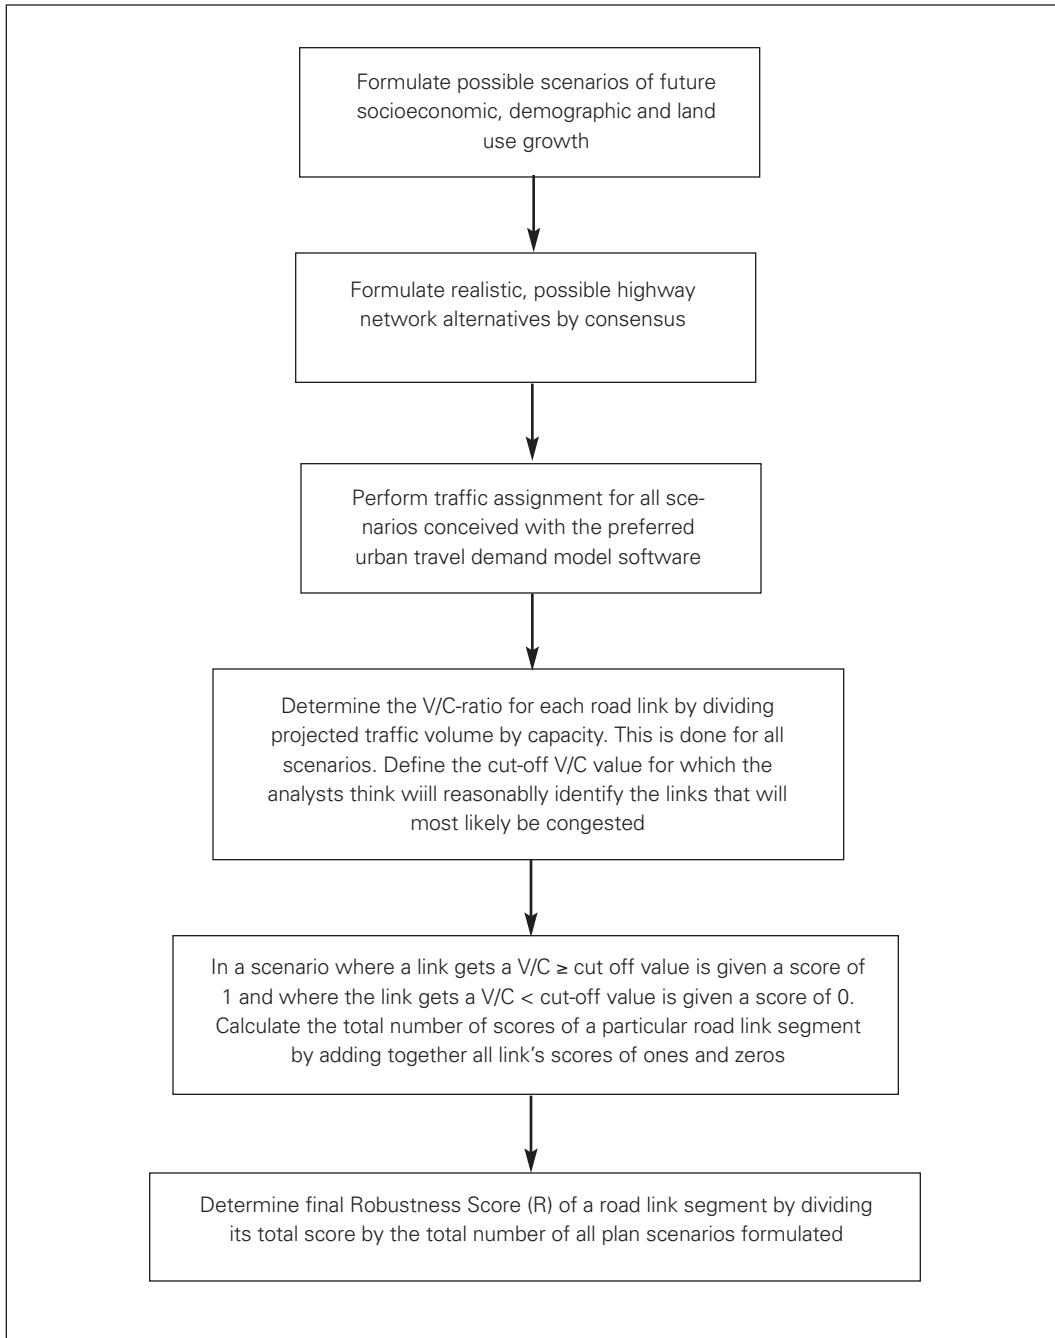 Formulate possible scenarios of future
socioeconomic, demographic and land
use growth
Formulate realistic, possible highway
network alternatives by consensus
Perform traffic assignment for all sce-
narios conceived with the preferred
urban travel demand model software
Determine the V/C-ratio for each road link by dividing
projected traffic volume by capacity. This is done for all
scenarios. Define the cut-off V/C value for which the
analysts think wiill reasonablly identify the links that will
most likely be congested
In a scenario where a link gets a V/C ≥ cut off value is given a score of
1 and where the link gets a V/C < cut-off value is given a score of 0.
Calculate the total number of scores of a particular road link segment
by adding together all link’s scores of ones and zeros
Determine final Robustness Score (R) of a road link segment by dividing
its total score by the total number of all plan scenarios formulated